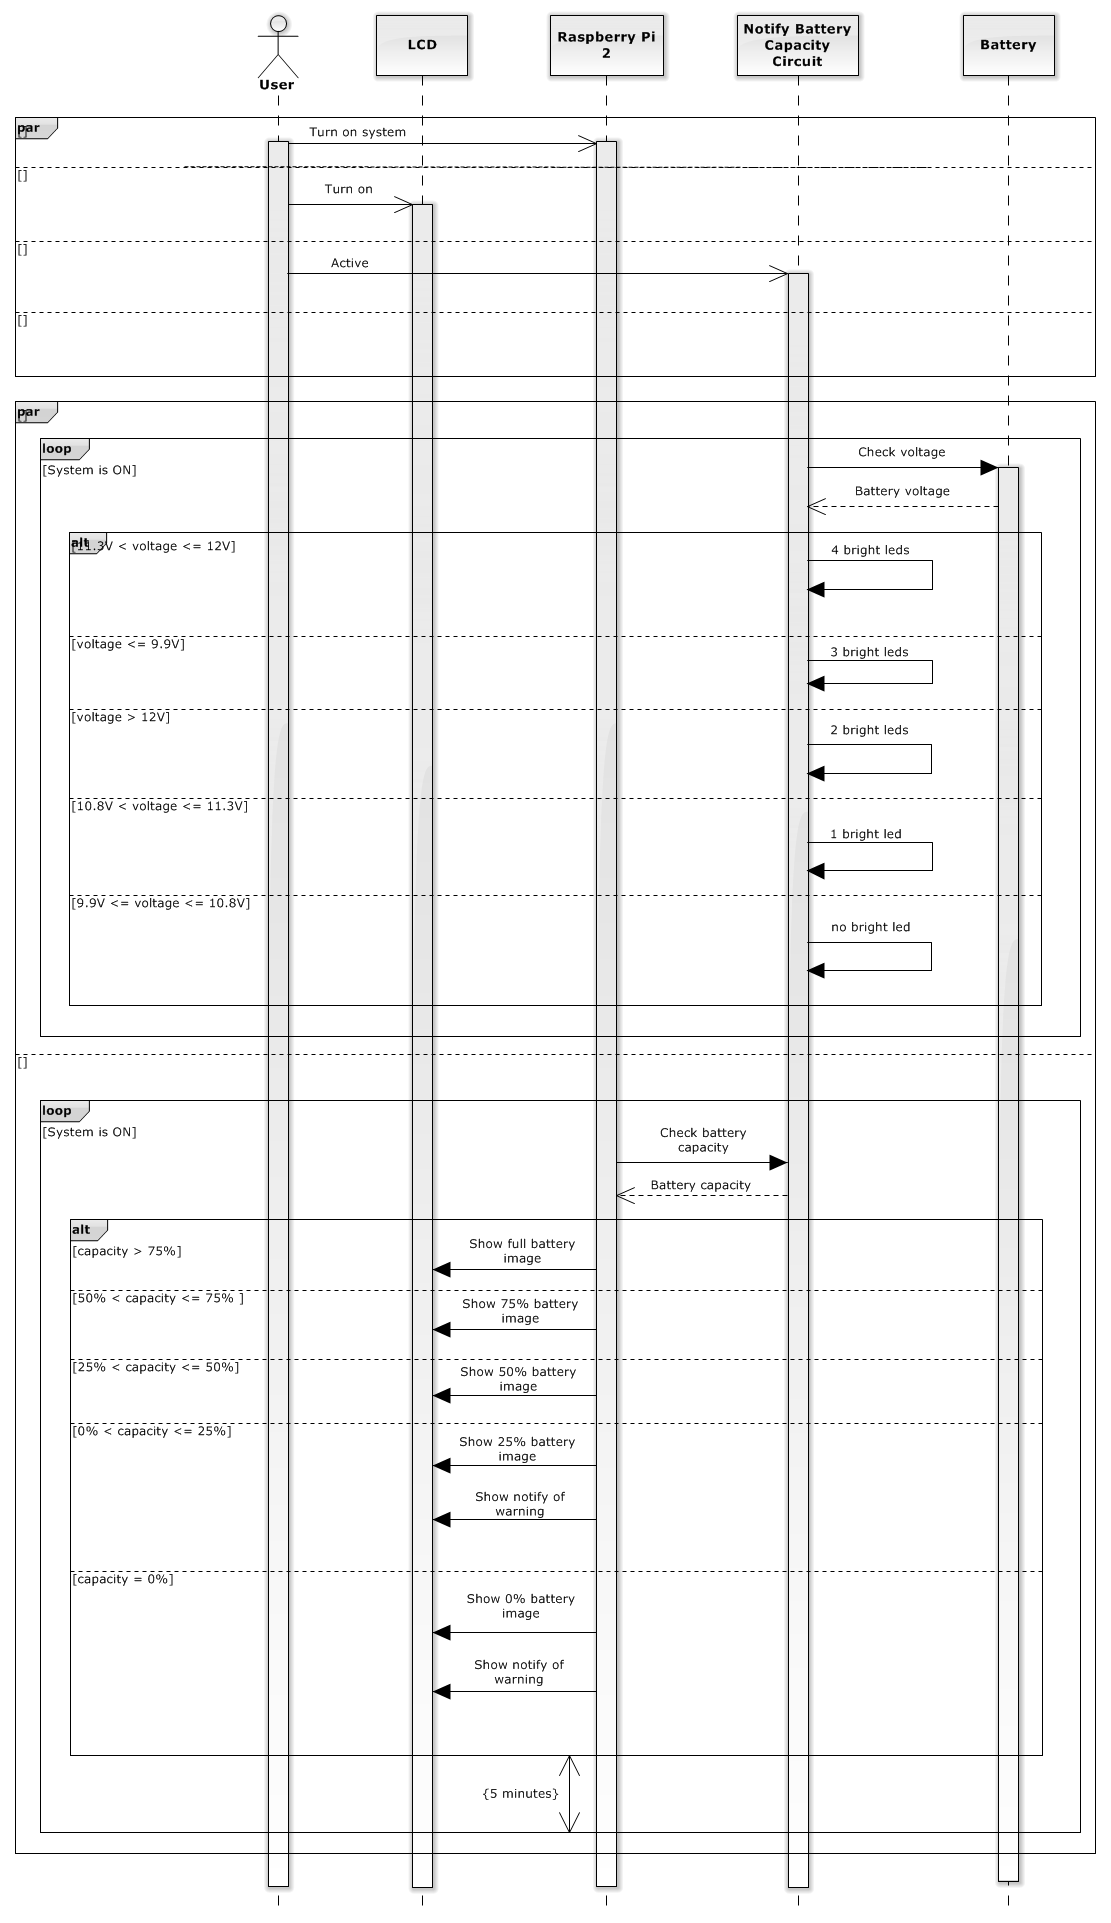 User
LCD
Raspberry Pi
2
Notify Battery
Capacity
Circuit
Battery
par
[]
Turn on system
[]
Turn on
[]
Active
[]
par
[]
loop
[System is ON]
Check voltage
Battery voltage
alt
[11.3V < voltage <= 12V]
4 bright leds
[voltage <= 9.9V]
3 bright leds
[voltage > 12V]
2 bright leds
[10.8V < voltage <= 11.3V]
1 bright led
[9.9V <= voltage <= 10.8V]
no bright led
[]
loop
[System is ON]
Check battery
capacity
Battery capacity
alt
[capacity > 75%]
Show full battery
image
[50% < capacity <= 75% ]
Show 75% battery
image
[25% < capacity <= 50%]
Show 50% battery
image
[0% < capacity <= 25%]
Show 25% battery
image
Show notify of
warning
[capacity = 0%]
Show 0% battery
image
Show notify of
warning
{5 minutes}